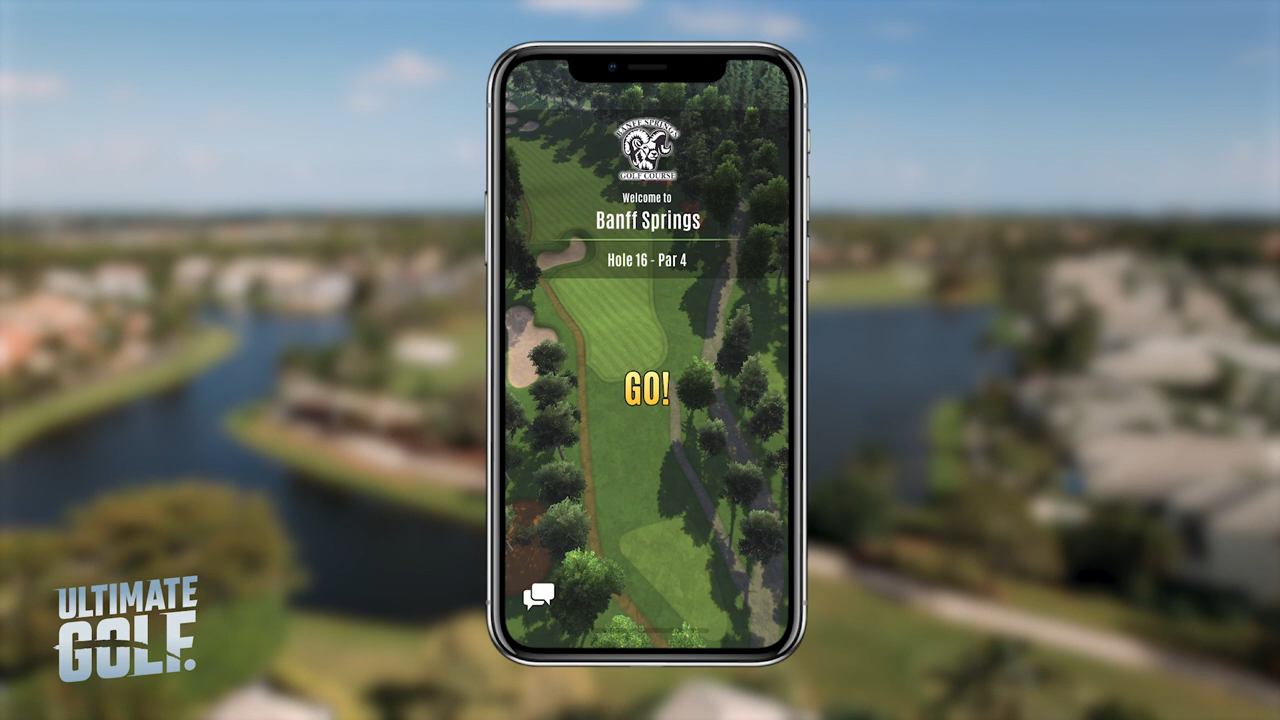 BANFF SPRINGS
GOLF COURSE
Welcome to
Banff Springs
Hole 16 - Par 4
GO!
ULTIMATE
GOLF.